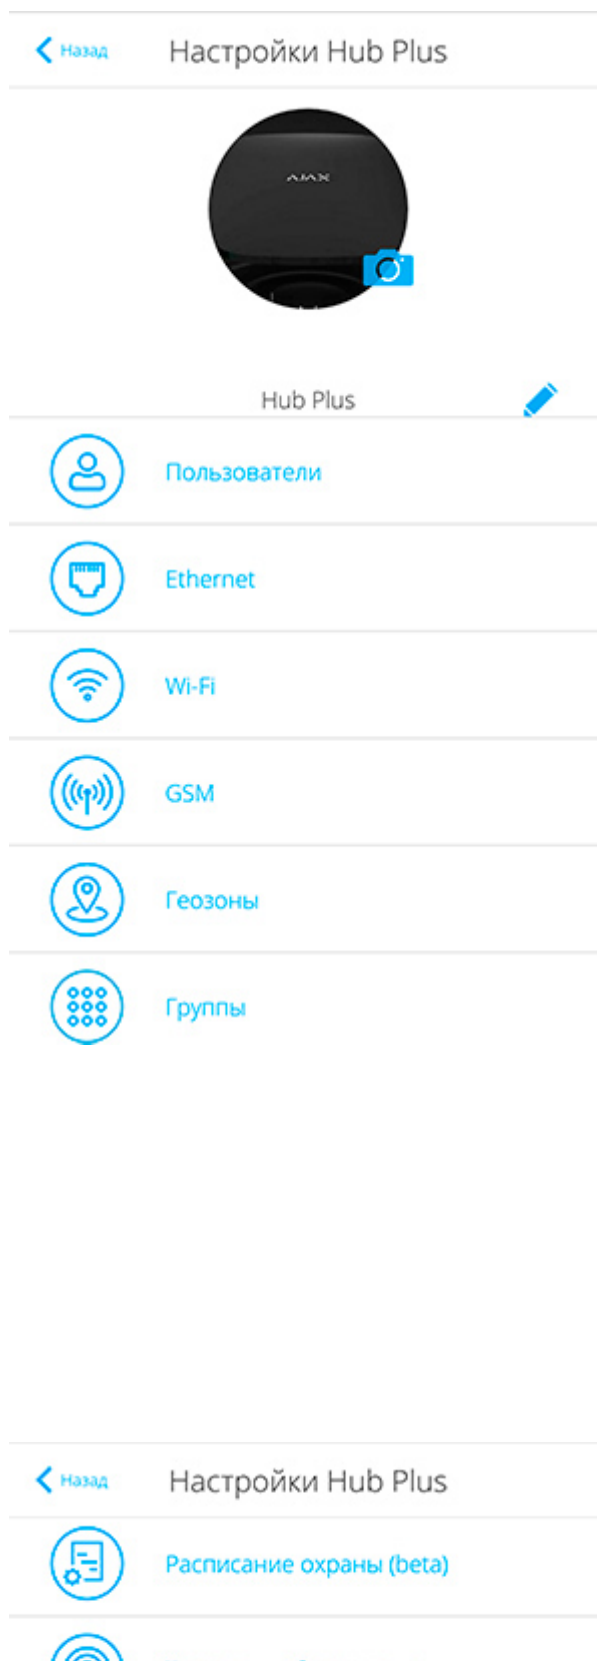 Назад
Настройки Hub Plus
AJAX
Hub Plus
Пользователи
Ethernet
Wi-Fi
GSM
Геозоны
Группы
Назад
Настройки Hub Plus
Расписание охраны (beta)